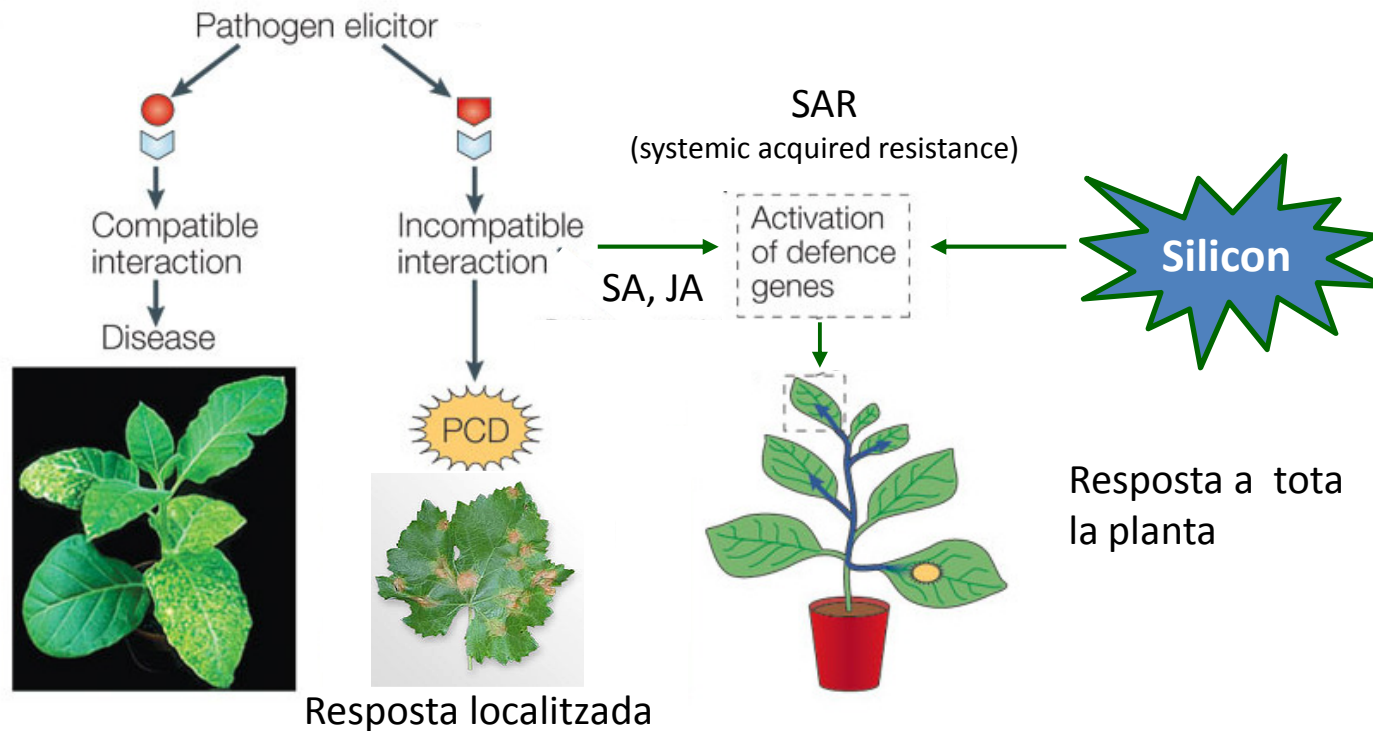 Pathogen elicitor
SAR
(systemic acquired resistance)
Compatible
interaction
Incompatible
interaction´
SA, JA
Activation
of defence
genes
Silicon
Disease
PCD
Resposta a tota
la planta
Resposta localitzada